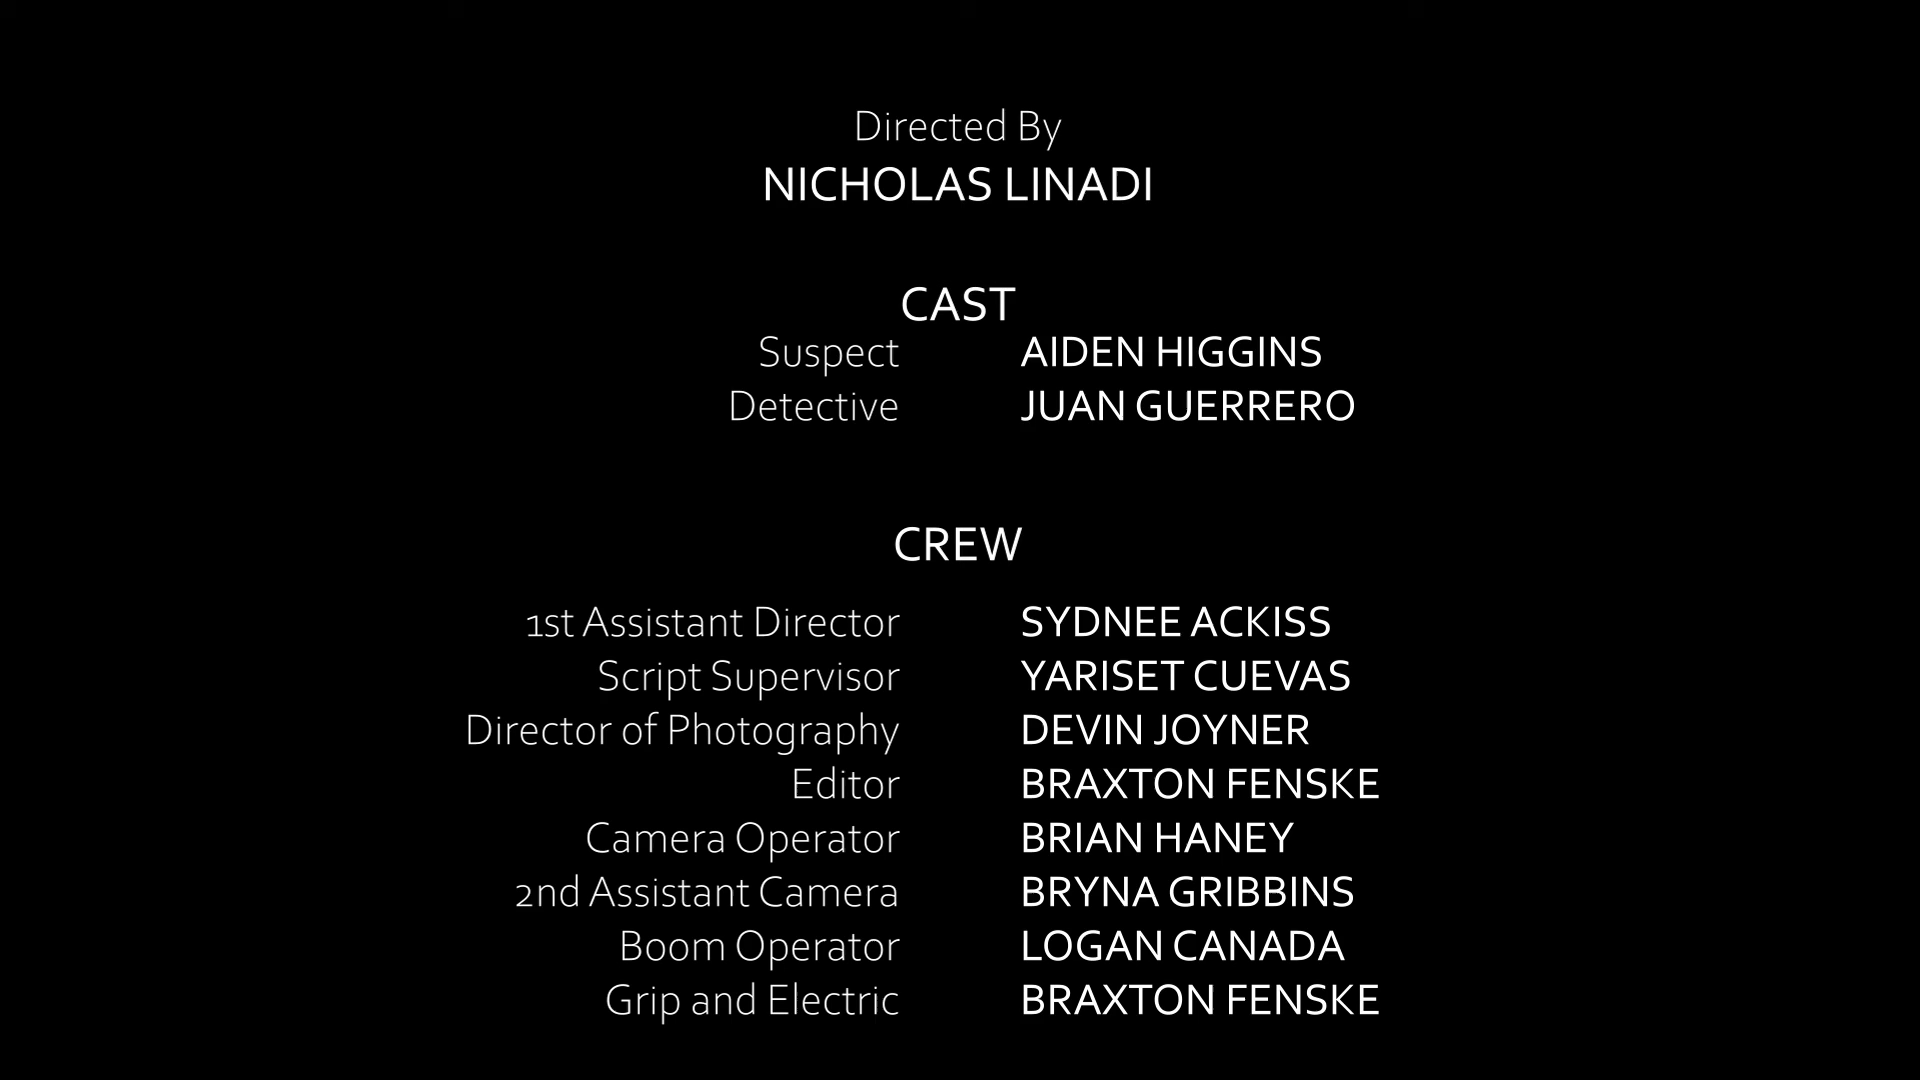 Directed By
NICHOLAS LINADI
CAST
Suspect AIDEN HIGGINS
Detective JUAN GUERRERO
CREW
1st Assistant Director SYDNEE ACKISS
Script Supervisor YARISET CUEVAS
Director of Photography DEVIN JOYNER
Editor BRAXTON FENSKE
Camera Operator BRIAN HANEY
2nd Assistant Camera BRYNA GRIBBINS
Boom Operator LOGAN CANADA
Grip and Electric BRAXTON FENSKE